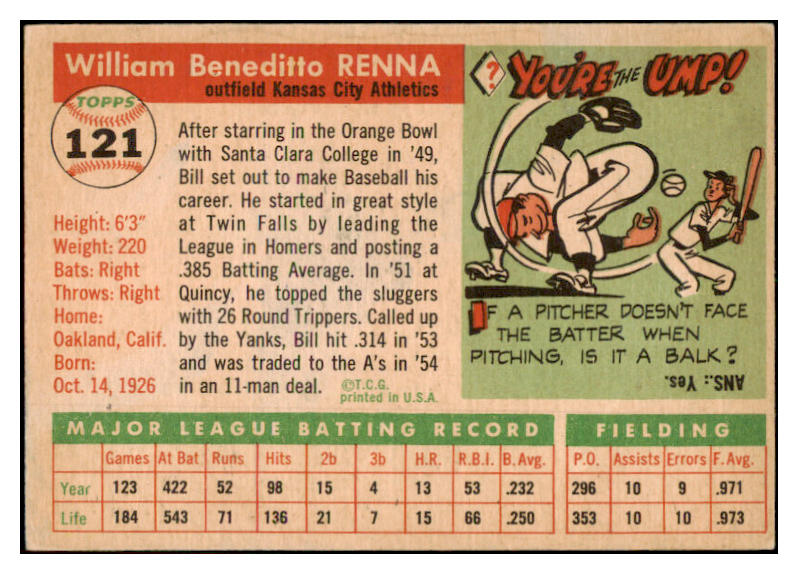 William Beneditto RENNA
outfield Kansas City Athletics
TOPPS
121
Height: 6'3"
Weight: 220
Bats: Right
Throws: Right
Home:
Oakland, Calif.
Born:
Oct. 14, 1926
After starring in the Orange Bowl
with Santa Clara College in '49,
Bill set out to make Baseball his
career. He started in great style
at Twin Falls by leading the
League in Homers and posting a
.385 Batting Average. In '51 at
Quincy, he topped the sluggers
with 26 Round Trippers. Called up
by the Yanks, Bill hit .314 in '53
and was traded to the A's in '54
in an 11-man deal.
©T.C.G.
printed in U.S.A.
? YOU'RE THE UMP!
IF A PITCHER DOESN'T FACE
THE BATTER WHEN
PITCHING, IS IT A BALK?
ANS.: Yes.
MAJOR LEAGUE BATTING RECORD FIELDING
Games At Bat Runs Hits 2b 3b H.R. R.B.I. B. Avg. P.O. Assists Errors F. Avg.
Year 123 422 52 98 15 4 13 53 .232 296 10 9 .971
Life 184 543 71 136 21 7 15 66 .250 353 10 10 .973